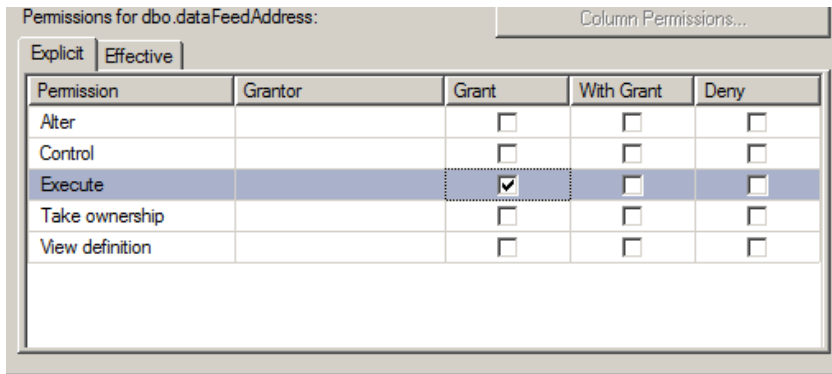 Permissions for dbo.dataFeedAddress: Column Permissions...
Explicit Effective
Permission Grantor Grant With Grant Deny
Alter
Control
Execute
Take ownership
View definition